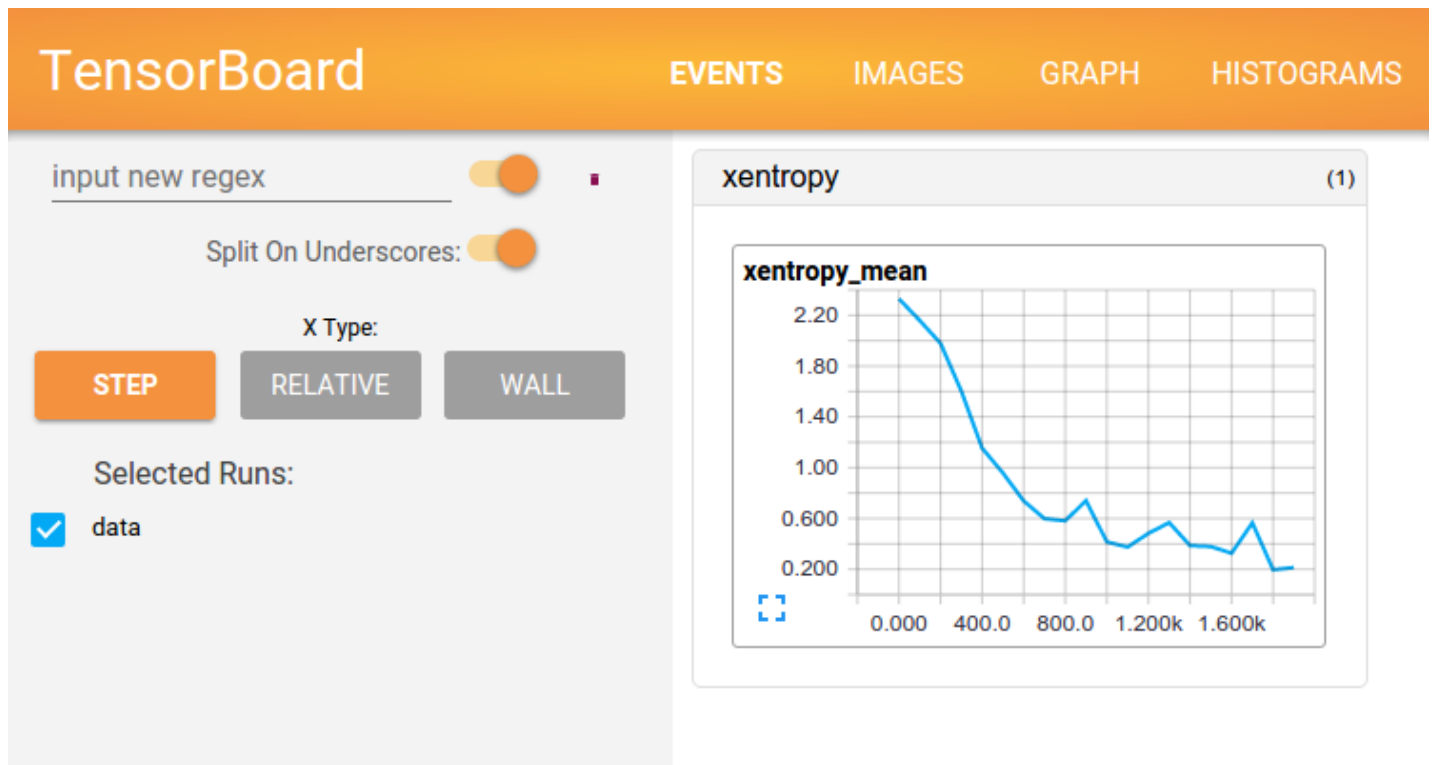 TensorBoard
EVENTS IMAGES GRAPH HISTOGRAMS
input new regex
Split On Underscores:
X Type:
STEP RELATIVE WALL
Selected Runs:
data
xentropy (1)
xentropy_mean
2.20
1.80
1.40
1.00
0.600
0.200
0.000 400.0 800.0 1.200k 1.600k